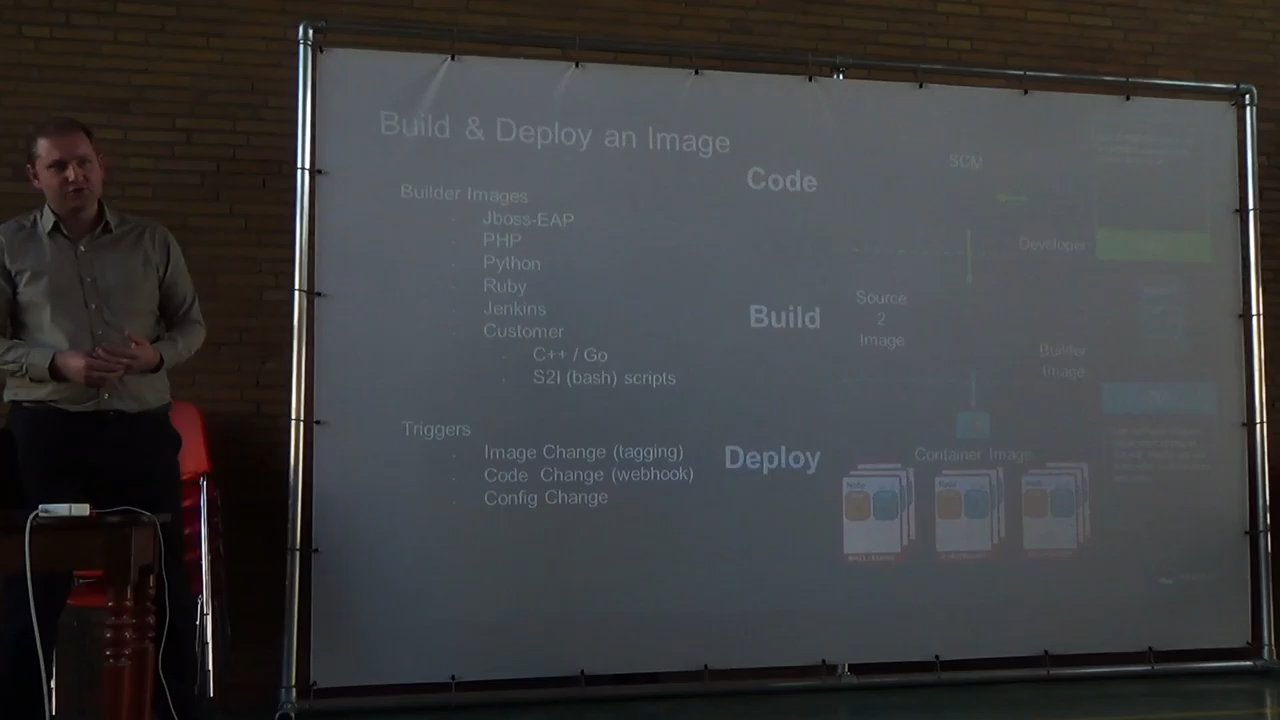 Build & Deploy an Image
Builder Images
Jboss-EAP
PHP
Python
Ruby
Jenkins
Customer
C++ / Go
S2I (bash) scripts
Triggers
Image Change (tagging)
Code Change (webhook)
Config Change
Code
SCM
Developer
Build
Source
2
Image
Builder
Image
Deploy
Container Image